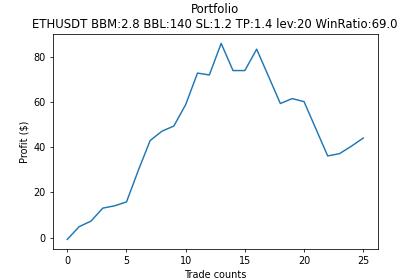 Portfolio
ETHUSDT BBM:2.8 BBL:140 SL:1.2 TP:1.4 lev:20 WinRatio:69.0
80
60
40
20
0
Profit ($)
0 5 10 15 20 25
Trade counts